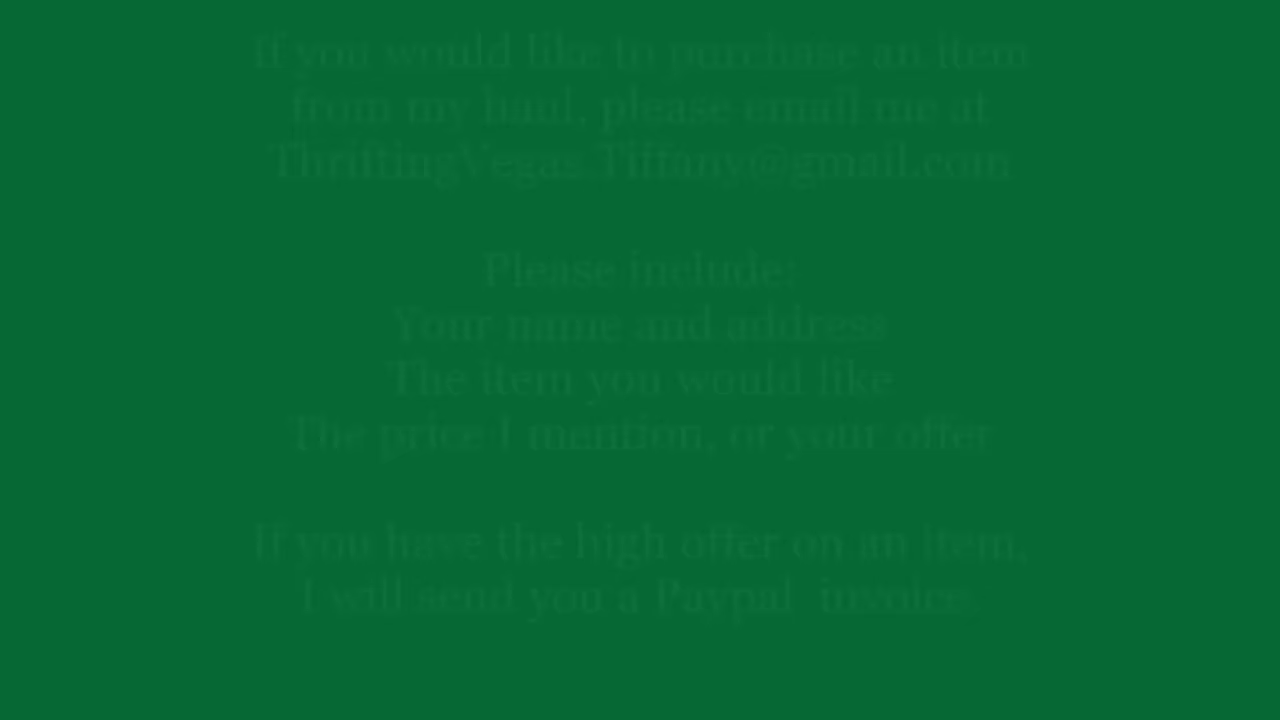 If you would like to purchase an item
from my haul, please email me at
ThriftingVegas.Tiffany@gmail.com
Please include:
Your name and address
The item you would like
The price I mention, or your offer
If you have the high offer on an item,
I will send you a Paypal invoice.